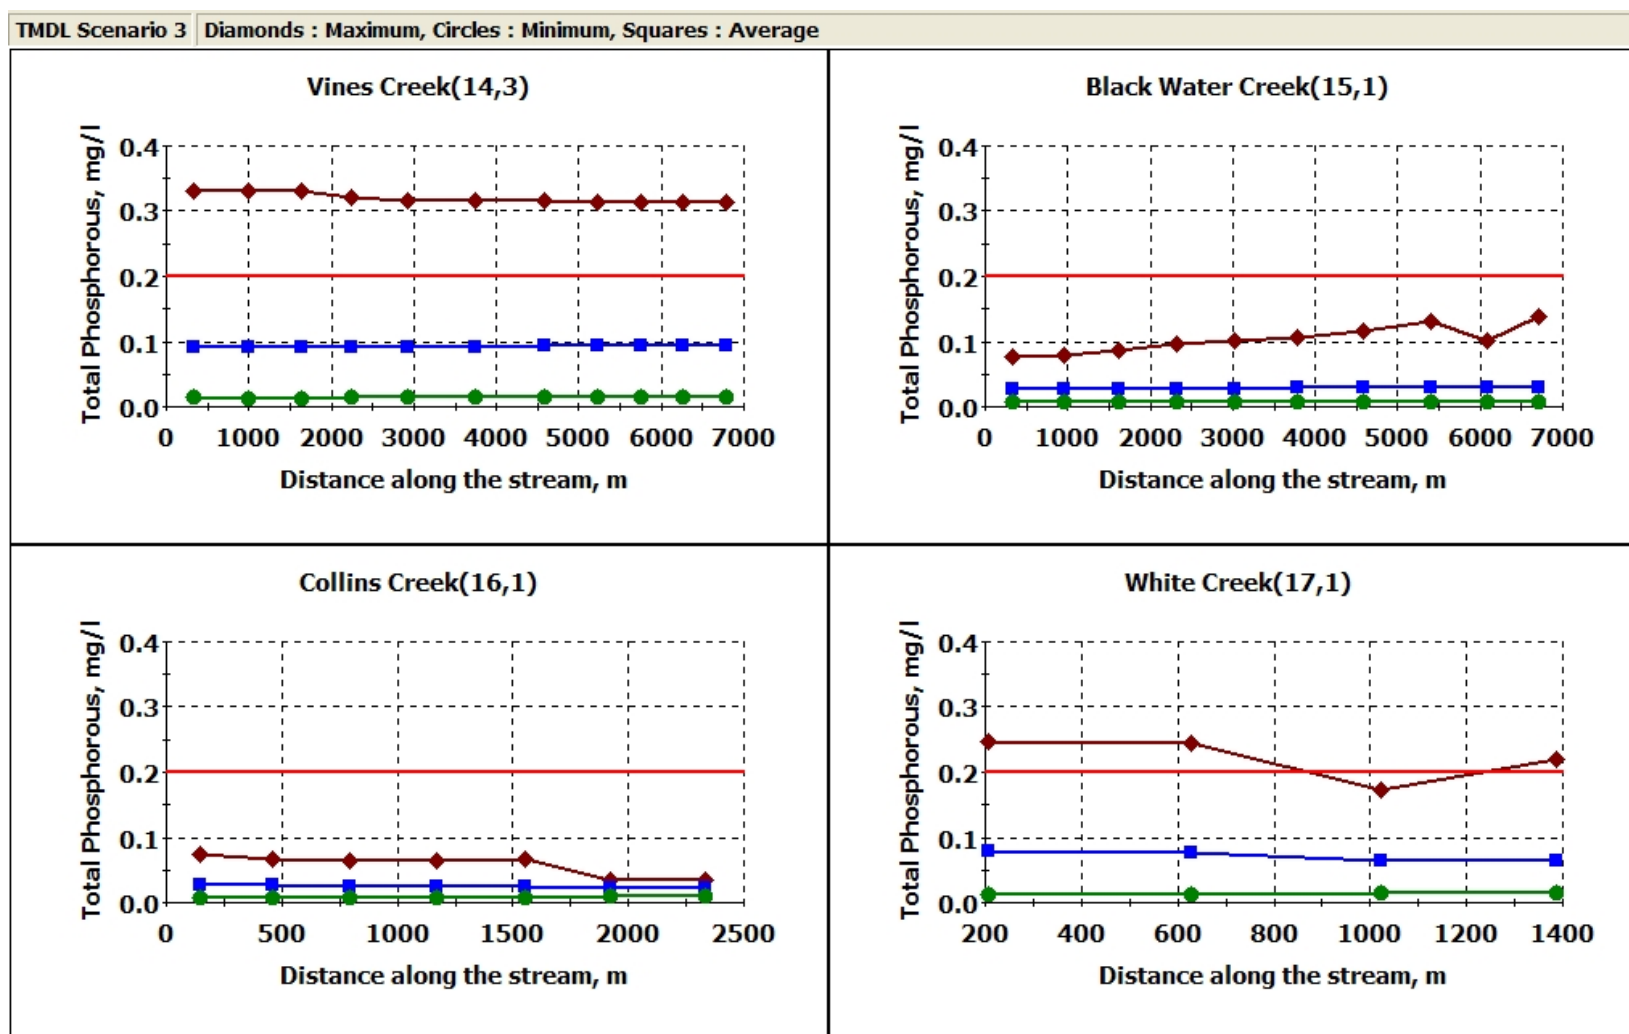 TMDL Scenario 3 Diamonds : Maximum, Circles : Minimum, Squares : Average
Vines Creek(14,3)
Total Phosphorous, mg/l
0.4
0.3
0.2
0.1
0.0
0 1000 2000 3000 4000 5000 6000 7000
Distance along the stream, m
Black Water Creek(15,1)
Total Phosphorous, mg/l
0.4
0.3
0.2
0.1
0.0
0 1000 2000 3000 4000 5000 6000 7000
Distance along the stream, m
Collins Creek(16,1)
Total Phosphorous, mg/l
0.4
0.3
0.2
0.1
0.0
0 500 1000 1500 2000 2500
Distance along the stream, m
White Creek(17,1)
Total Phosphorous, mg/l
0.4
0.3
0.2
0.1
0.0
200 400 600 800 1000 1200 1400
Distance along the stream, m